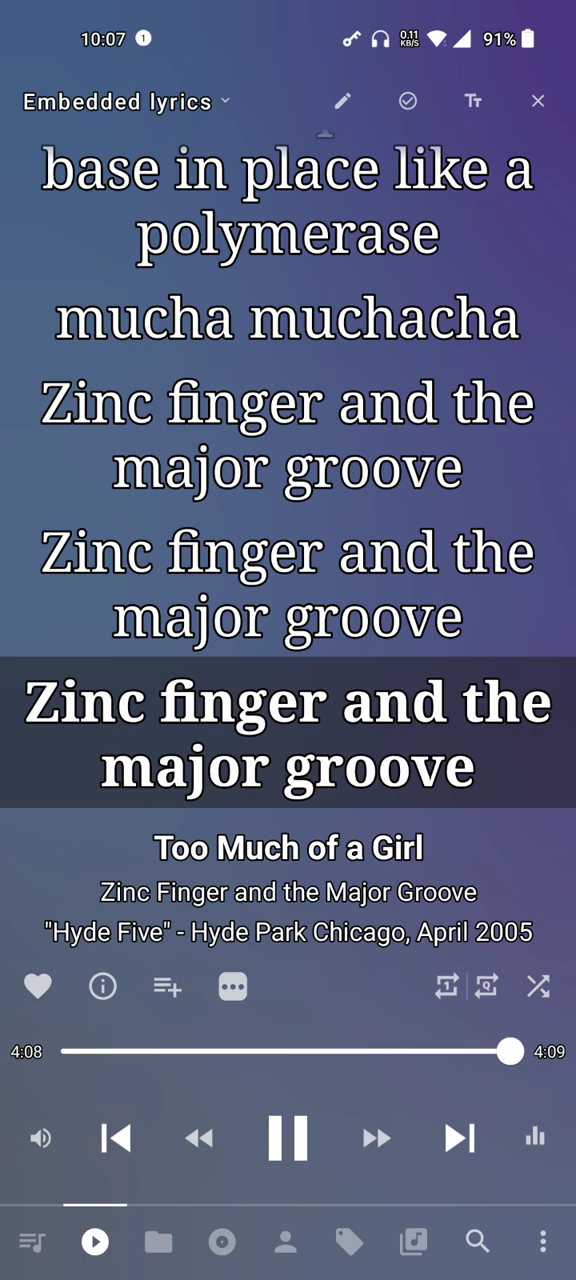 10:07 1 0.11 KB/S 91%
Embedded lyrics
base in place like a
polymerase
mucha muchacha
Zinc finger and the
major groove
Zinc finger and the
major groove
Zinc finger and the
major groove
Too Much of a Girl
Zinc Finger and the Major Groove
"Hyde Five" - Hyde Park Chicago, April 2005
4:08 4:09